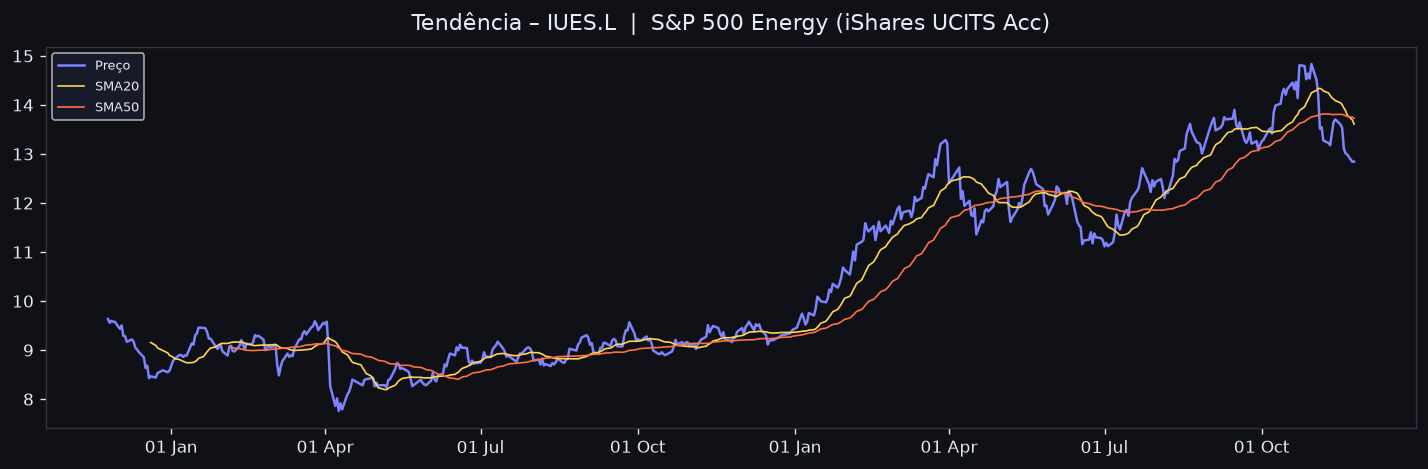 Tendência – IUES.L | S&P 500 Energy (iShares UCITS Acc)
Preço
SMA20
SMA50
15
14
13
12
11
10
9
8
01 Jan
01 Apr
01 Jul
01 Oct
01 Jan
01 Apr
01 Jul
01 Oct